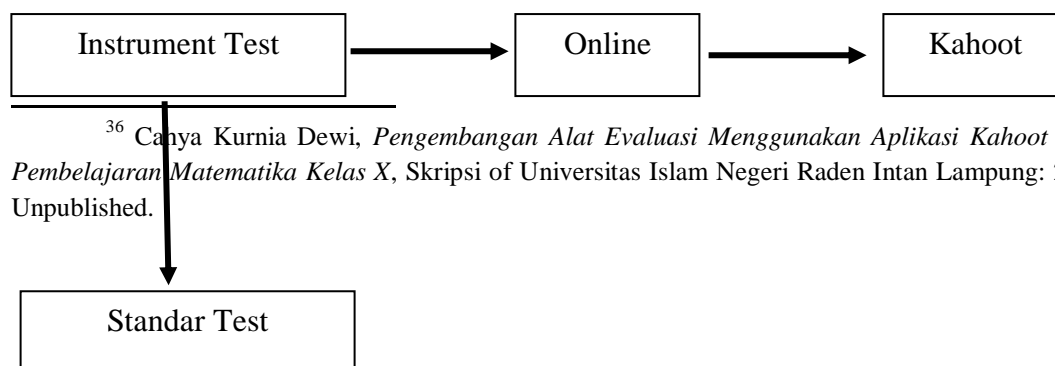 Instrument Test
Online
Kahoot
36 Cahya Kurnia Dewi, Pengembangan Alat Evaluasi Menggunakan Aplikasi Kahoot
Pembelajaran Matematika Kelas X, Skripsi of Universitas Islam Negeri Raden Intan Lampung:
Unpublished.
Standar Test